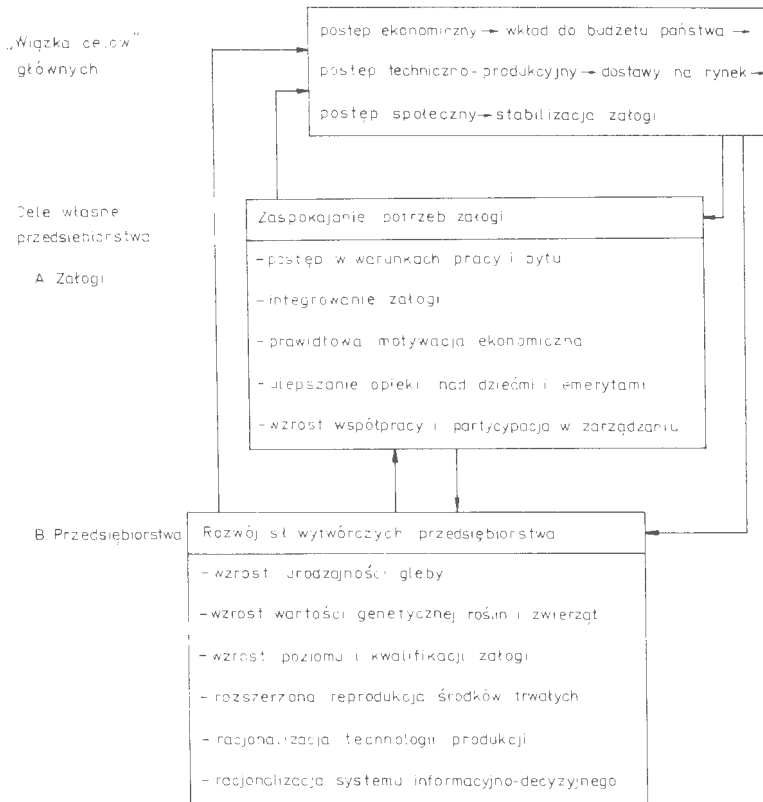 „Wiązka celów"
głównych
postęp ekonomiczny → wkład do budżetu państwa →
postęp techniczno-produkcyjny → dostawy na rynek →
postęp społeczny → stabilizacja załogi
Cele własne
przedsiębiorstwa
A. Załogi
Zaspokajanie potrzeb załogi
- postęp w warunkach pracy i bytu
- integrowanie załogi
- prawidłowa motywacja ekonomiczna
- ulepszanie opieki nad dziećmi i emerytami
- wzrost współpracy i partycypacja w zarządzaniu
B. Przedsiębiorstwa
Rozwój sił wytwórczych przedsiębiorstwa
- wzrost urodzajności gleby
- wzrost wartości genetycznej roślin i zwierząt
- wzrost poziomu i kwalifikacji załogi
- rozszerzona reprodukcja środków trwałych
- racjonalizacja technologii produkcji
- racjonalizacja systemu informacyjno-decyzyjnego